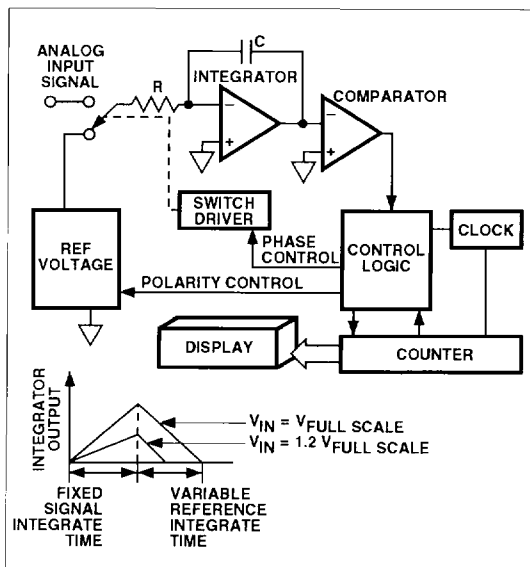 ANALOG
INPUT
SIGNAL
R
C
INTEGRATOR
COMPARATOR
−
+
−
+
SWITCH
DRIVER
PHASE
CONTROL
REF
VOLTAGE
POLARITY CONTROL
CONTROL
LOGIC
CLOCK
DISPLAY
COUNTER
INTEGRATOR
OUTPUT
VIN = VFULL SCALE
VIN = 1.2 VFULL SCALE
FIXED
SIGNAL
INTEGRATE
TIME
VARIABLE
REFERENCE
INTEGRATE
TIME